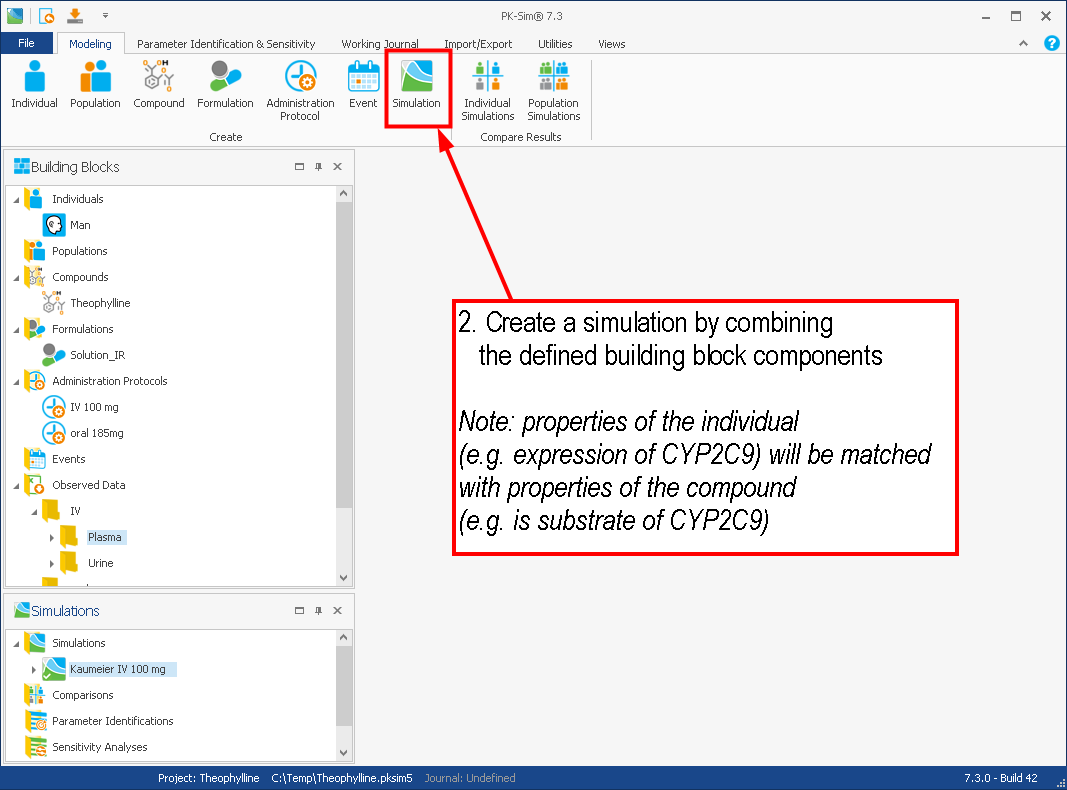 PK-Sim® 7.3
File Modeling Parameter Identification & Sensitivity Working Journal Import/Export Utilities Views
Individual Population Compound Formulation Administration Protocol Event Simulation Individual Simulations Population Simulations
Create Compare Results
Building Blocks
Individuals
Man
Populations
Compounds
Theophylline
Formulations
Solution_IR
Administration Protocols
IV 100 mg
oral 185mg
Events
Observed Data
IV
Plasma
Urine
2. Create a simulation by combining
the defined building block components
Note: properties of the individual
(e.g. expression of CYP2C9) will be matched
with properties of the compound
(e.g. is substrate of CYP2C9)
Simulations
Simulations
Kaumeier IV 100 mg
Comparisons
Parameter Identifications
Sensitivity Analyses
Project: Theophylline C:\Temp\Theophylline.pksim5 Journal: Undefined 7.3.0 - Build 42